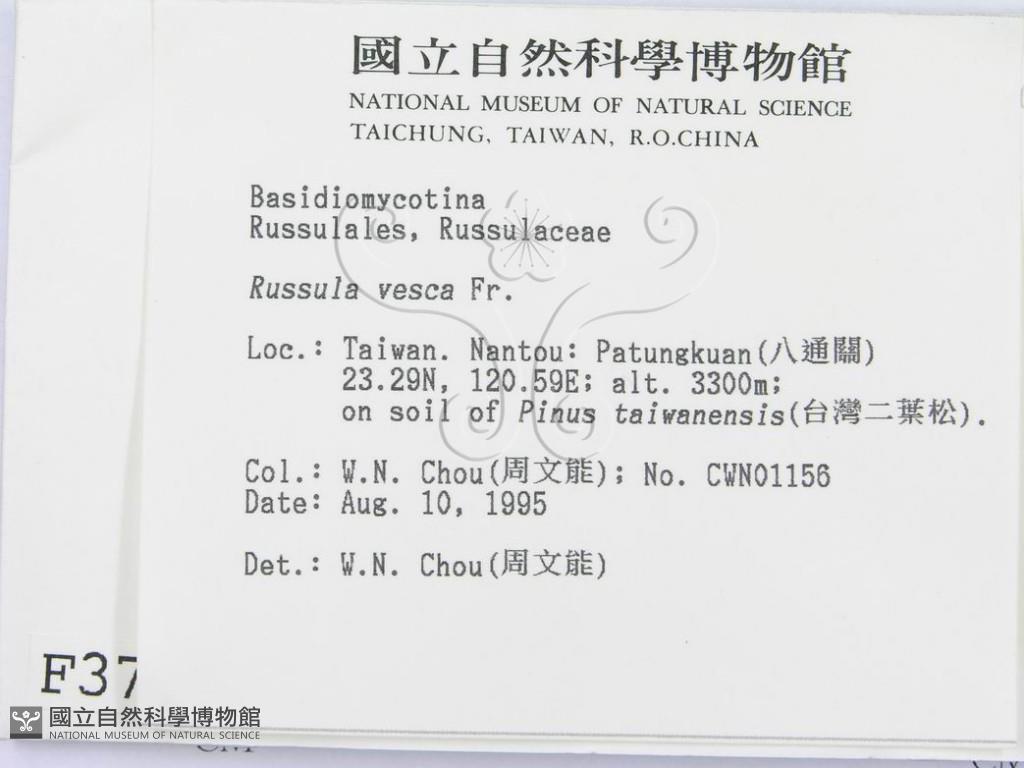 國立自然科學博物館
NATIONAL MUSEUM OF NATURAL SCIENCE
TAICHUNG, TAIWAN, R.O.CHINA
Basidiomycotina
Russulales, Russulaceae
Russula vesca Fr.
Loc.: Taiwan. Nantou: Patungkuan(八通關)
23.29N, 120.59E; alt. 3300m;
on soil of Pinus taiwanensis(台灣二葉松).
Col.: W.N. Chou(周文能); No. CWN01156
Date: Aug. 10, 1995
Det.: W.N. Chou(周文能)
F37
國立自然科學博物館
NATIONAL MUSEUM OF NATURAL SCIENCE